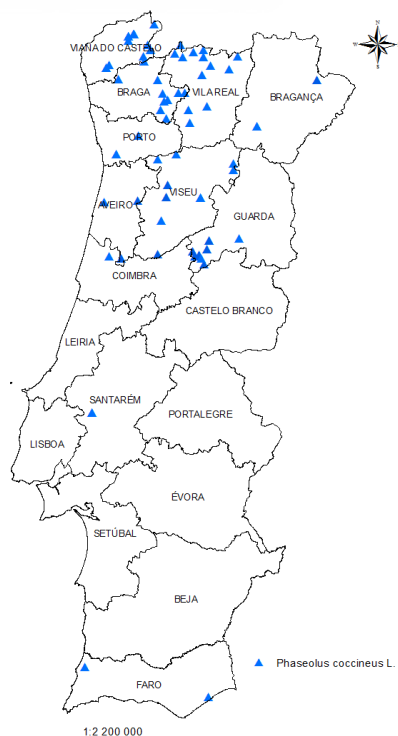 N
W
E
S
VIANA DO CASTELO
BRAGA
VILA REAL
BRAGANÇA
PORTO
AVEIRO
VISEU
GUARDA
COIMBRA
CASTELO BRANCO
LEIRIA
SANTARÉM
PORTALEGRE
LISBOA
ÉVORA
SETÚBAL
BEJA
Phaseolus coccineus L.
FARO
1:2 200 000